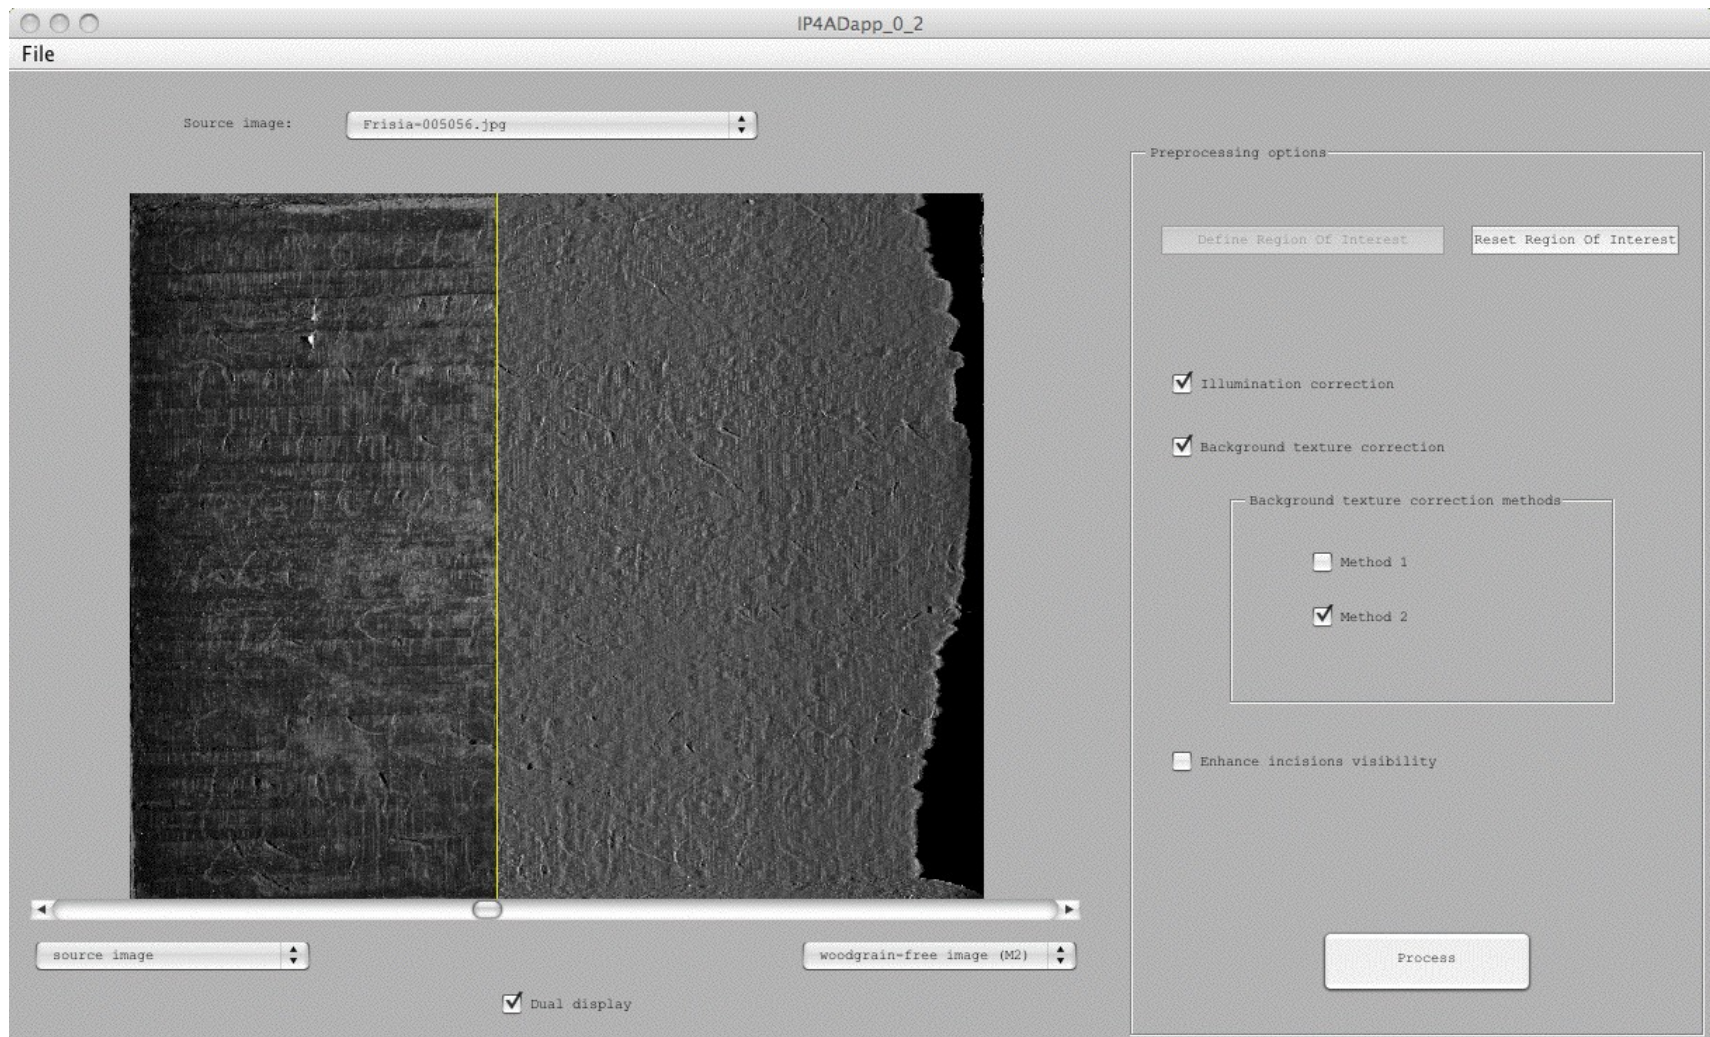 IP4ADapp_0_2
File
Source image:
Frisia-005056.jpg
Preprocessing options
Define Region Of Interest
Reset Region Of Interest
Illumination correction
Background texture correction
Background texture correction methods
Method 1
Method 2
Enhance incisions visibility
source image
woodgrain-free image (M2)
Process
Dual display